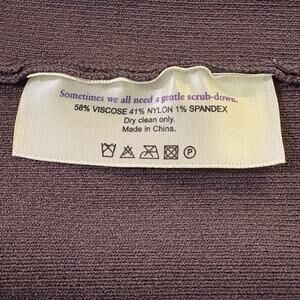 Sometimes we all need a gentle scrub-down.
58% VISCOSE 41% NYLON 1% SPANDEX
Dry clean only.
Made in China.
P